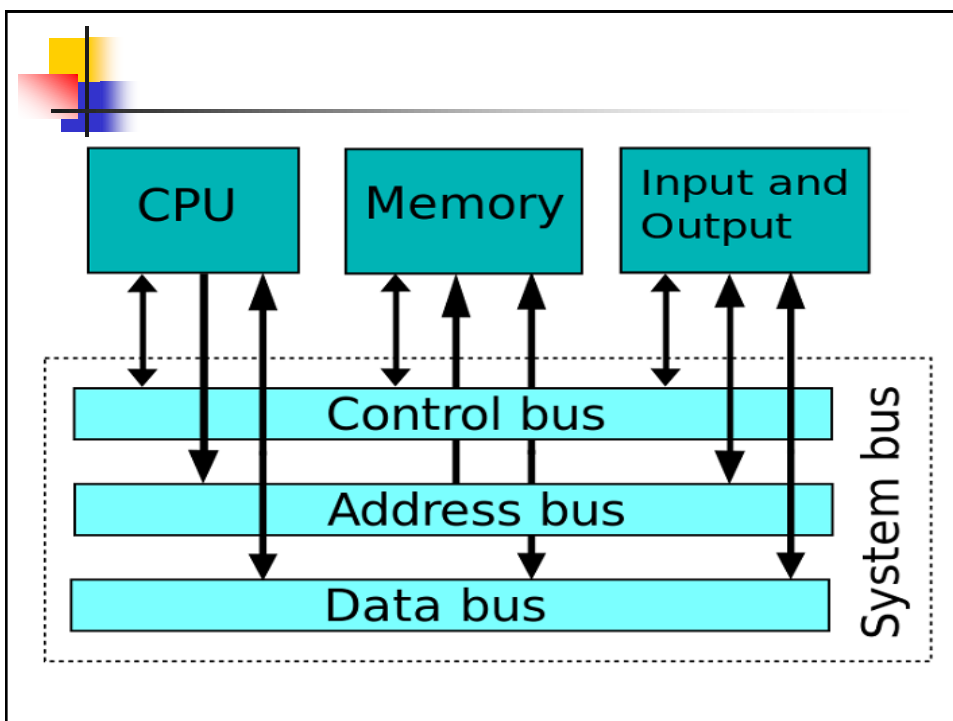 CPU
Memory
Input and
Output
Control bus
Address bus
Data bus
System bus